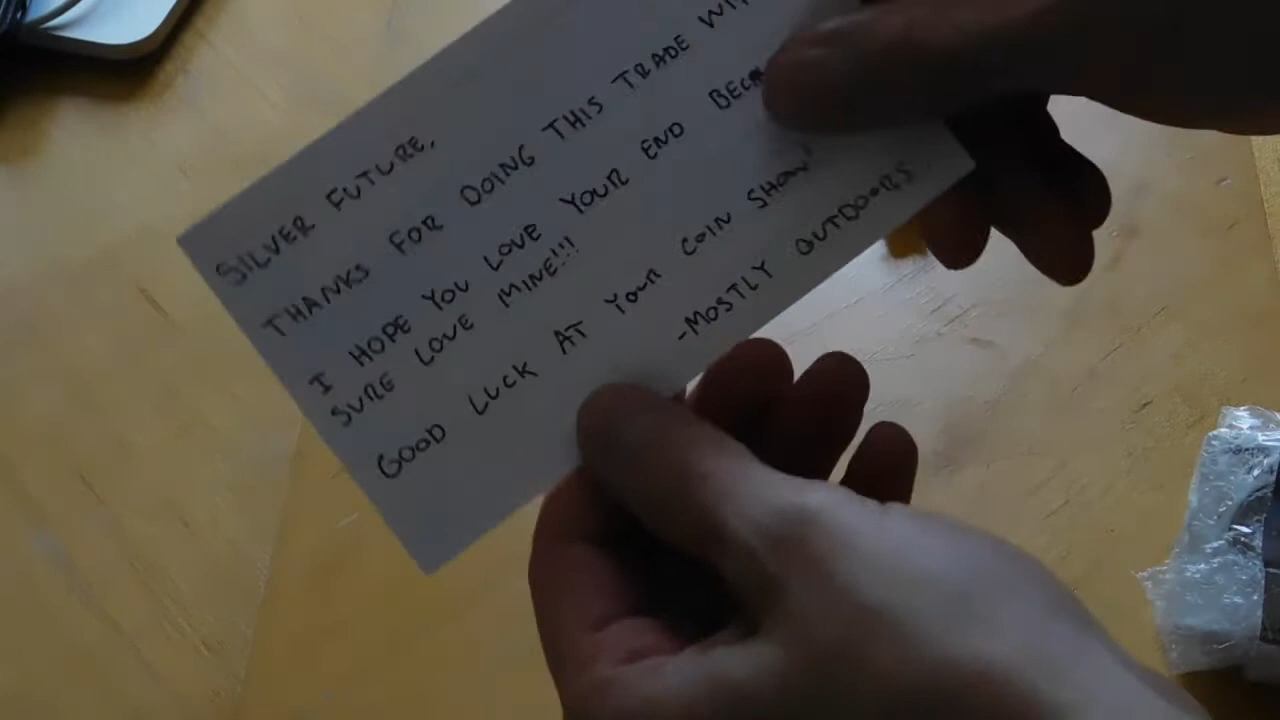 SILVER FUTURE,
THANKS FOR DOING THIS TRADE
I HOPE YOU LOVE YOUR END
SURE LOVE MINE!!!
GOOD LUCK AT YOUR COIN SHOW!
-MOSTLY OUTDOORS